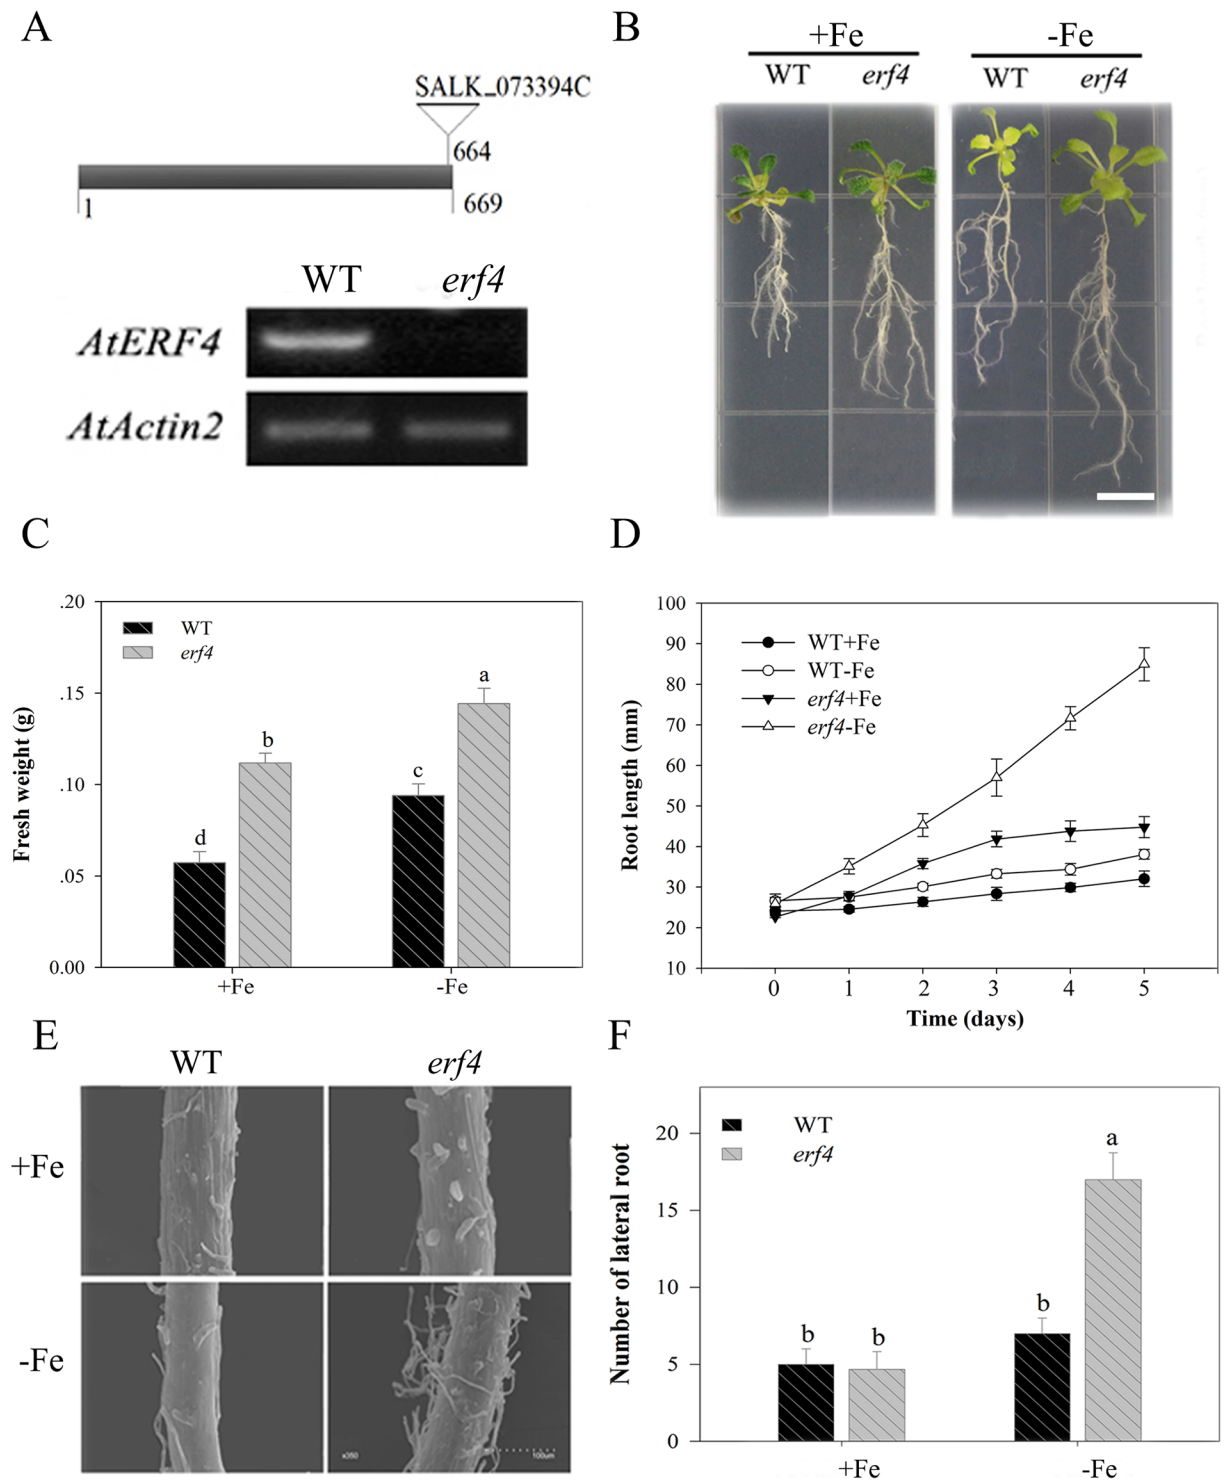 A
SALK_073394C
664
1
669
WT erf4
AtERF4
AtActin2
B
+Fe -Fe
WT erf4 WT erf4
C
.20
.15
.10
.05
0.00
Fresh weight (g)
WT
erf4
d
b
c
a
+Fe -Fe
D
100
90
80
70
60
50
40
30
20
10
Root length (mm)
WT+Fe
WT-Fe
erf4+Fe
erf4-Fe
0 1 2 3 4 5
Time (days)
E
WT erf4
+Fe
-Fe
x350 100um
F
20
15
10
5
0
Number of lateral root
WT
erf4
b
b
b
a
+Fe -Fe